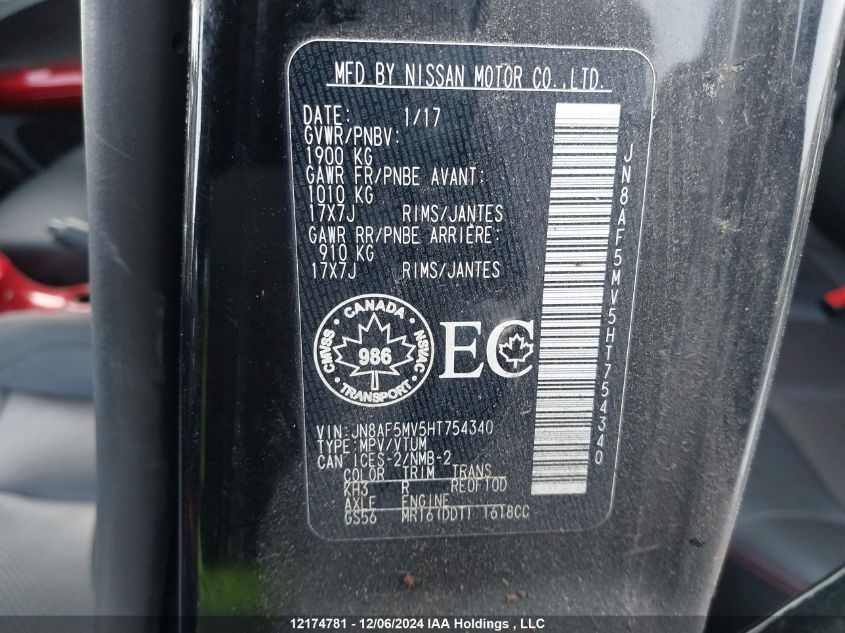 MFD BY NISSAN MOTOR CO.,LTD.
DATE: 1/17
GVWR/PNBV:
1900 KG
GAWR FR/PNBE AVANT:
1010 KG
17X7J RIMS/JANTES
GAWR RR/PNBE ARRIÈRE:
910 KG
17X7J RIMS/JANTES
CANADA
CMVSS 986 NSVAC
TRANSPORT
EC
VIN:JN8AF5MV5HT754340
TYPE:MPV/VTUM
CAN ICES-2/NMB-2
COLOR TRIM TRANS
KH3 R RE0F10D
AXLE ENGINE
GS56 MR16(DDT) 1618CC
JN8AF5MV5HT754340
12174781 - 12/06/2024 IAA Holdings , LLC